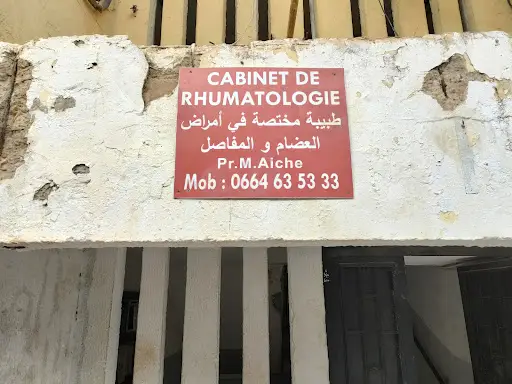 CABINET DE
RHUMATOLOGIE
طبيبة مختصة في أمراض
العضام و المفاصل
Pr.M.Aiche
Mob : 0664 63 53 33